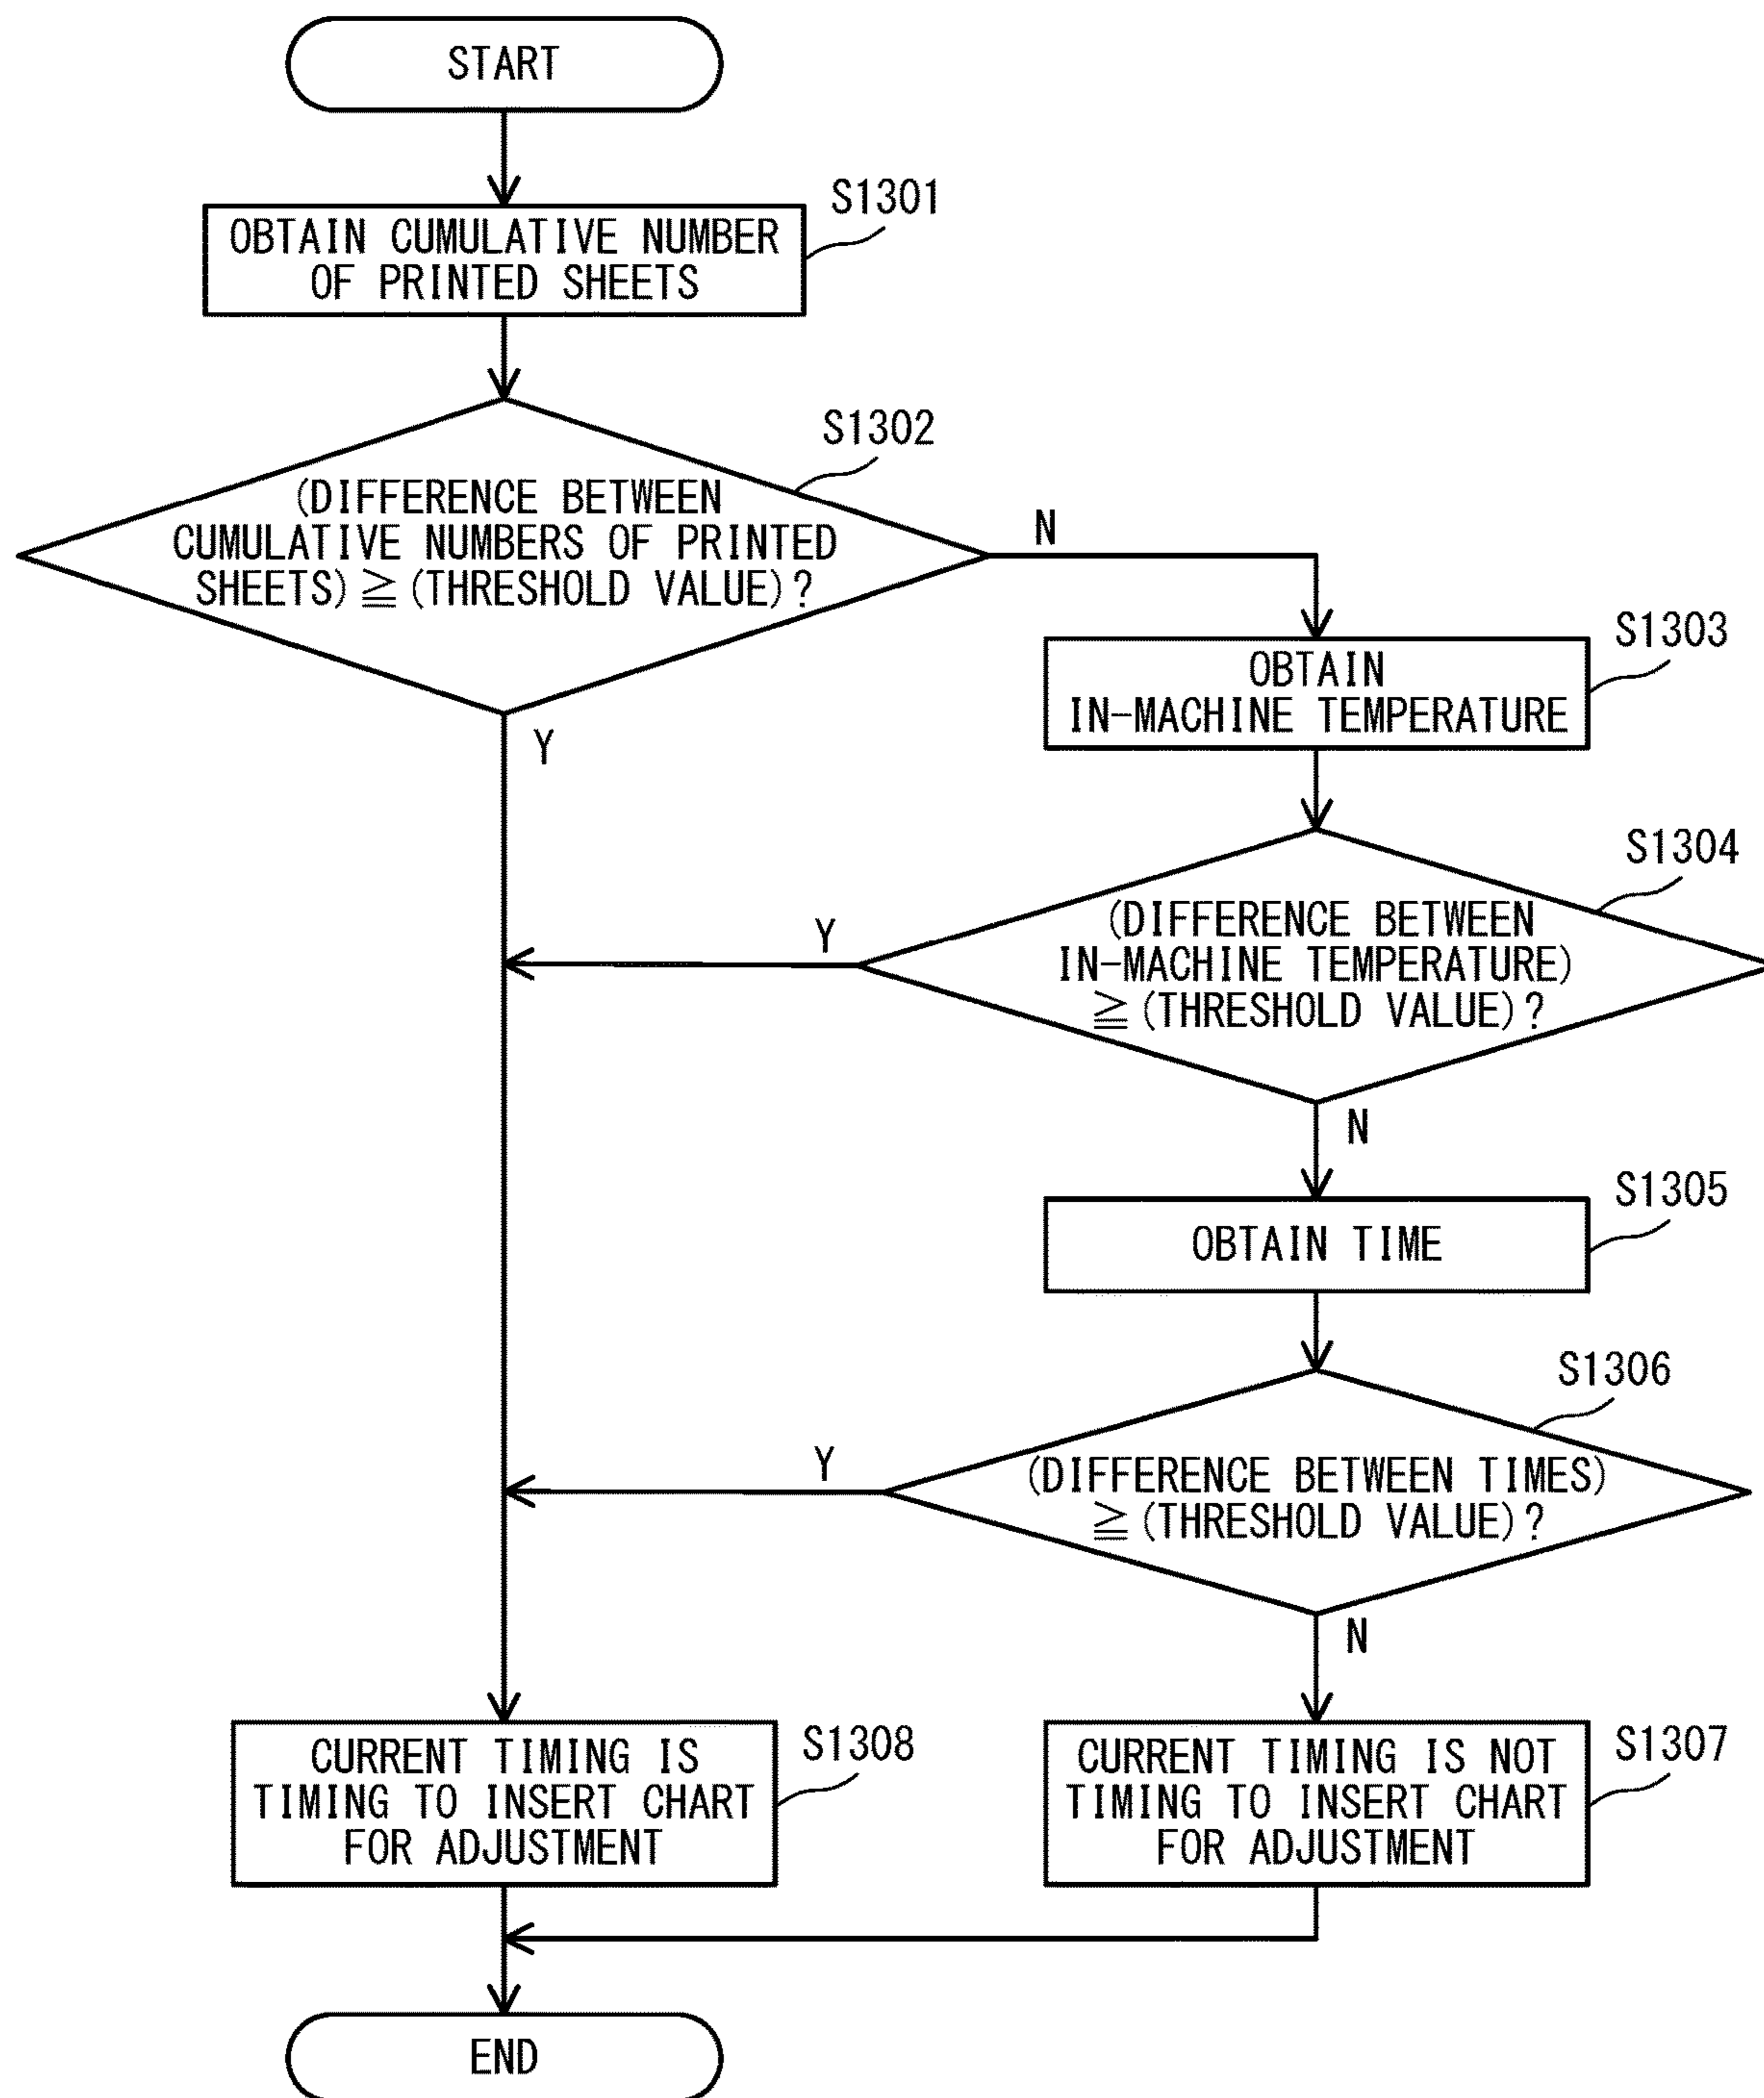 START
S1301
OBTAIN CUMULATIVE NUMBER
OF PRINTED SHEETS
S1302
(DIFFERENCE BETWEEN
CUMULATIVE NUMBERS OF PRINTED
SHEETS) ≧ (THRESHOLD VALUE)?
N
Y
S1303
OBTAIN
IN-MACHINE TEMPERATURE
S1304
(DIFFERENCE BETWEEN
IN-MACHINE TEMPERATURE)
≧ (THRESHOLD VALUE)?
Y
N
S1305
OBTAIN TIME
S1306
(DIFFERENCE BETWEEN TIMES)
≧ (THRESHOLD VALUE)?
Y
N
S1308
CURRENT TIMING IS
TIMING TO INSERT CHART
FOR ADJUSTMENT
S1307
CURRENT TIMING IS NOT
TIMING TO INSERT CHART
FOR ADJUSTMENT
END